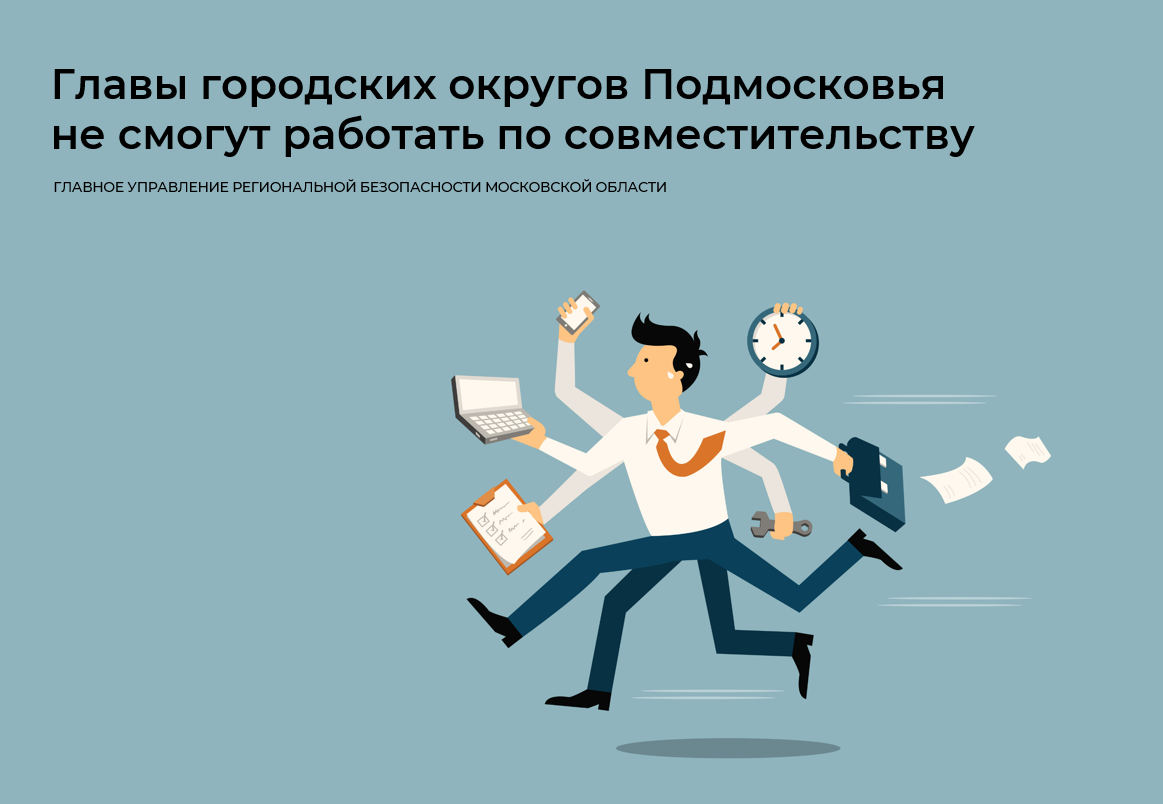 Главы городских округов Подмосковья
не смогут работать по совместительству
ГЛАВНОЕ УПРАВЛЕНИЕ РЕГИОНАЛЬНОЙ БЕЗОПАСНОСТИ МОСКОВСКОЙ ОБЛАСТИ